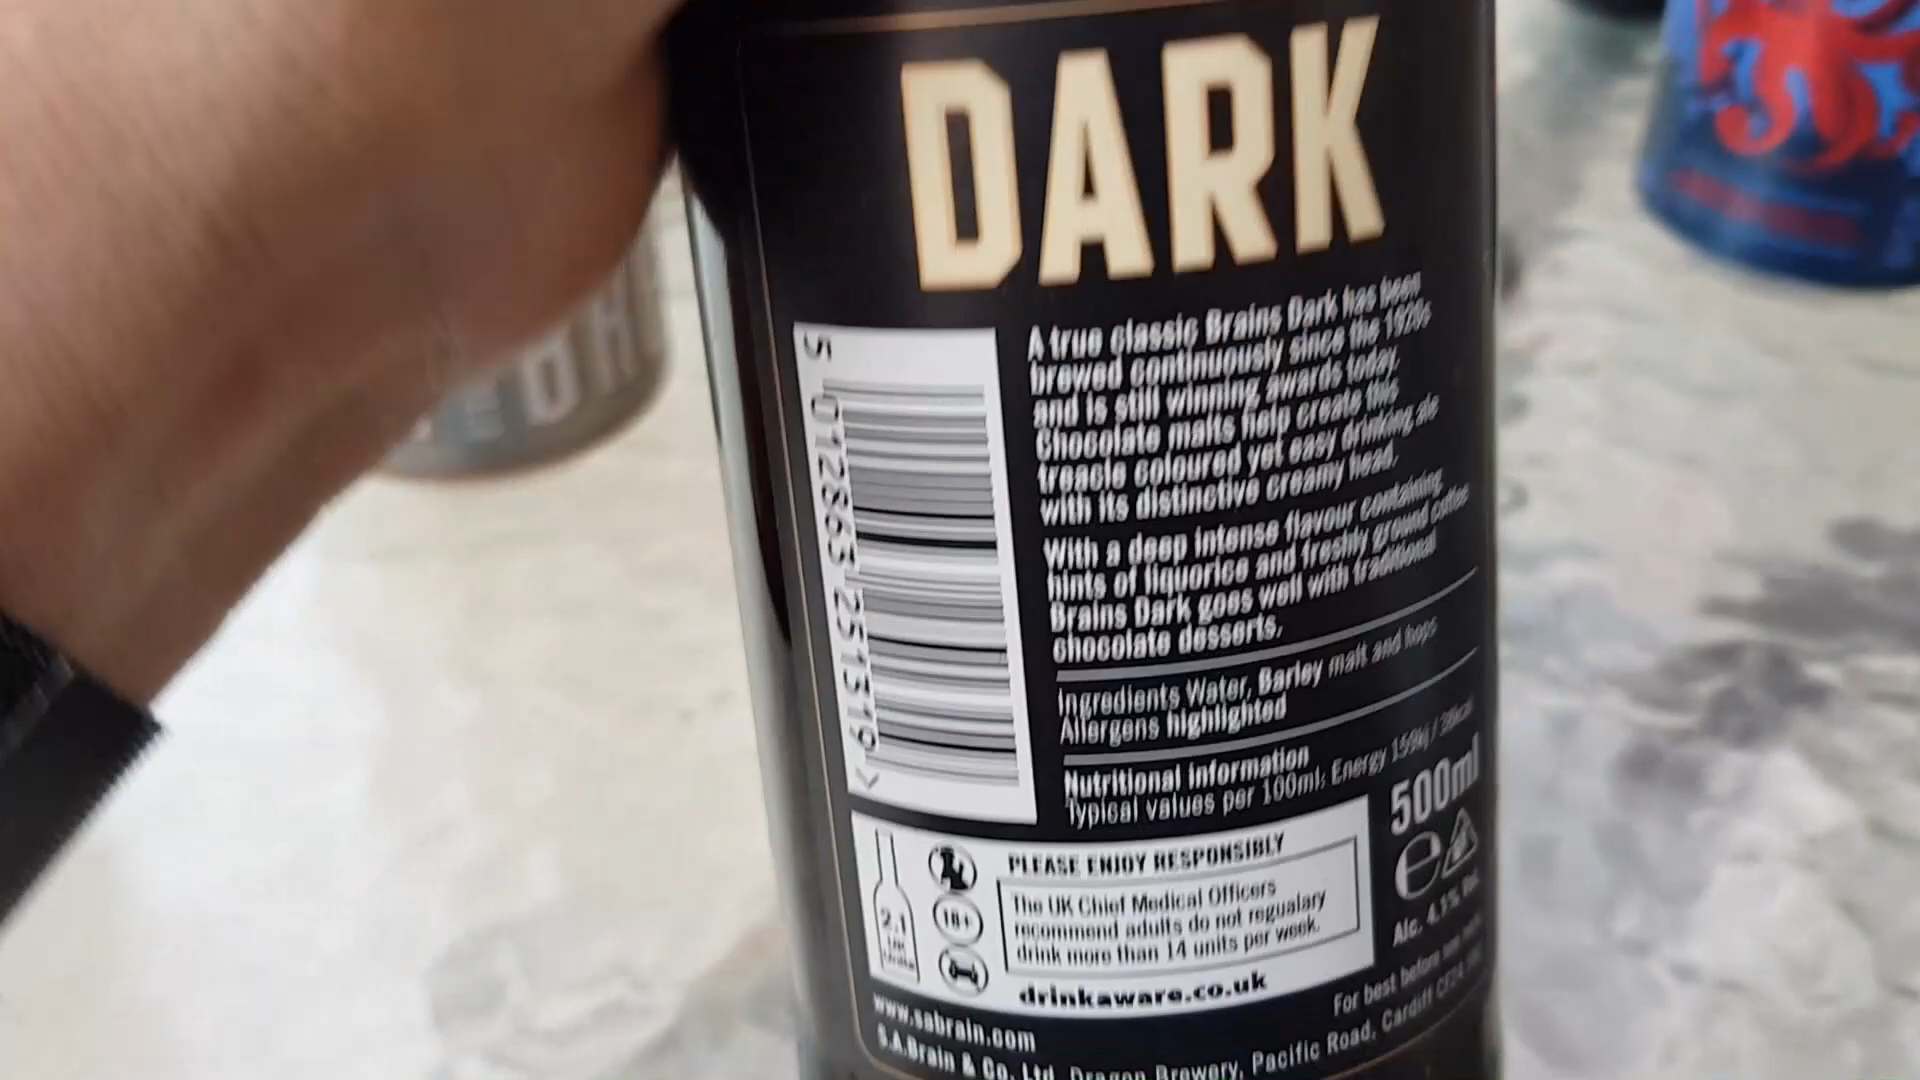 DARK
A true classic Brains Dark has been
brewed continuously since the 1920s
and is still winning awards today.
Chocolate malts help create this
treacle coloured yet easy drinking ale
with its distinctive creamy head.
With a deep intense flavour containing
hints of liquorice and freshly ground coffee
Brains Dark goes well with traditional
chocolate desserts.
Ingredients Water, Barley malt and hops
Allergens highlighted
Nutritional information
Typical values per 100ml: Energy 159kj / 38kcal
5 012863 251319 >
500ml
e
Alc. 4.1%
2.1
UK
Units
18+
PLEASE ENJOY RESPONSIBLY
The UK Chief Medical Officers
recommend adults do not regualary
drink more than 14 units per week.
drinkaware.co.uk
For best before see
www.sabrain.com
S.A.Brain & Co. Ltd, Dragon Brewery, Pacific Road, Cardiff